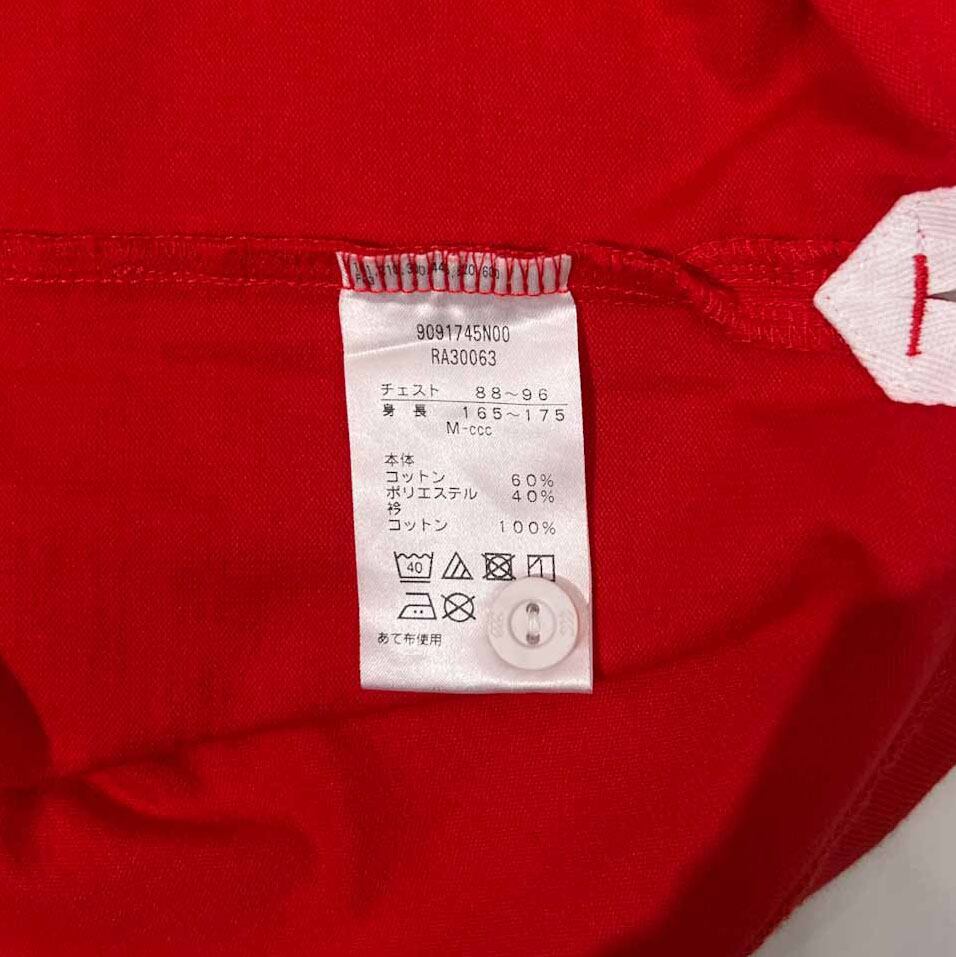 9091745N00
RA30063
チェスト 88～96
身長 165～175
M-ccc
本体
コットン 60%
ポリエステル 40%
衿
コットン 100%
40
あて布使用